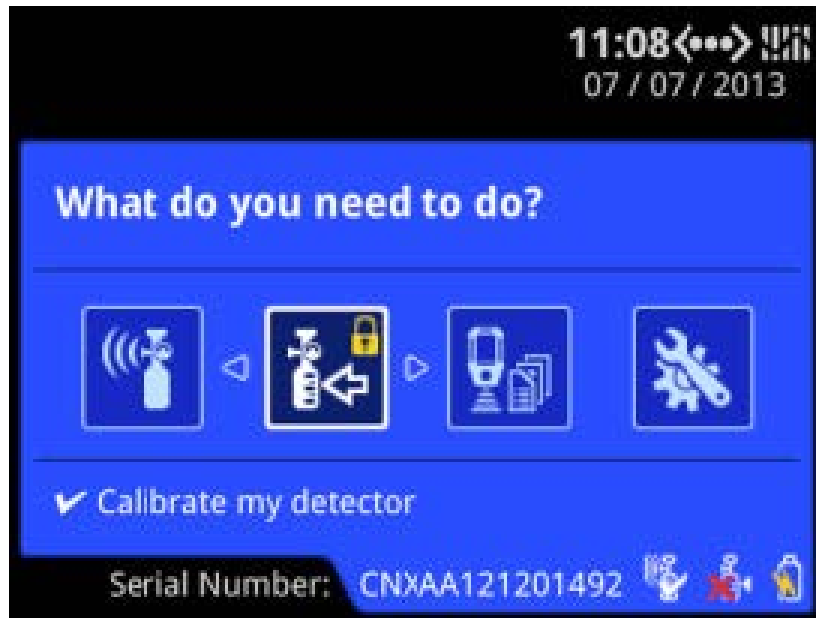 11:08
07 / 07 / 2013
What do you need to do?
Calibrate my detector
Serial Number: CNXAA121201492